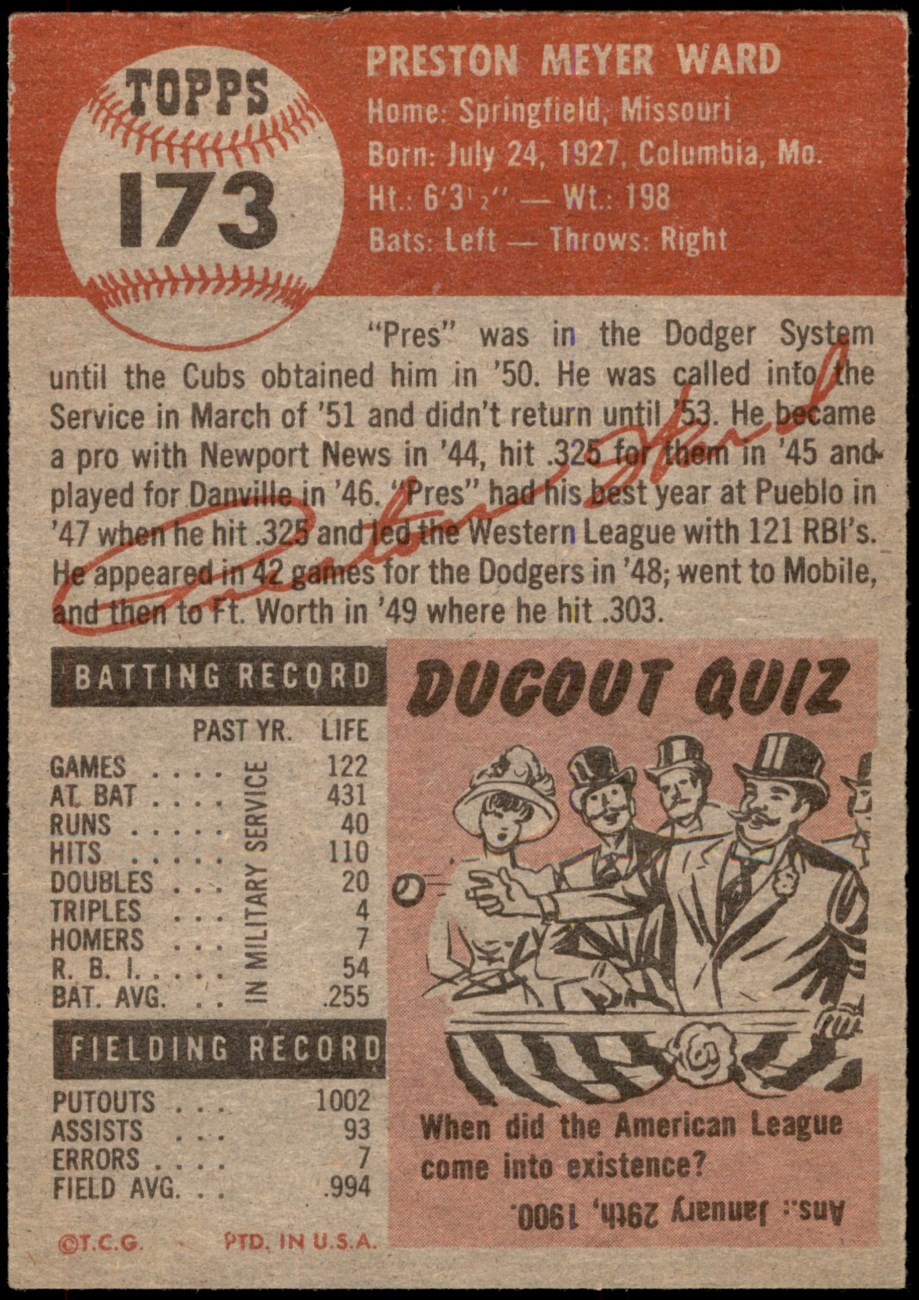 TOPPS
173
PRESTON MEYER WARD
Home: Springfield, Missouri
Born: July 24, 1927, Columbia, Mo.
Ht.: 6'3½" — Wt.: 198
Bats: Left — Throws: Right
"Pres" was in the Dodger System
until the Cubs obtained him in '50. He was called into the
Service in March of '51 and didn't return until '53. He became
a pro with Newport News in '44, hit .325 for them in '45 and
played for Danville in '46. "Pres" had his best year at Pueblo in
'47 when he hit .325 and led the Western League with 121 RBI's.
He appeared in 42 games for the Dodgers in '48; went to Mobile,
and then to Ft. Worth in '49 where he hit .303.
Preston Ward
BATTING RECORD
PAST YR. LIFE
GAMES .... 122
AT BAT .... 431
RUNS ..... 40
HITS ..... 110
DOUBLES ... 20
TRIPLES ... 4
HOMERS ... 7
R. B. I. .... 54
BAT. AVG. .. .255
IN MILITARY SERVICE
FIELDING RECORD
PUTOUTS ... 1002
ASSISTS ... 93
ERRORS .... 7
FIELD AVG. .. .994
©T.C.G. PTD. IN U.S.A.
DUGOUT QUIZ
When did the American League
come into existence?
Ans.: January 29th, 1900.